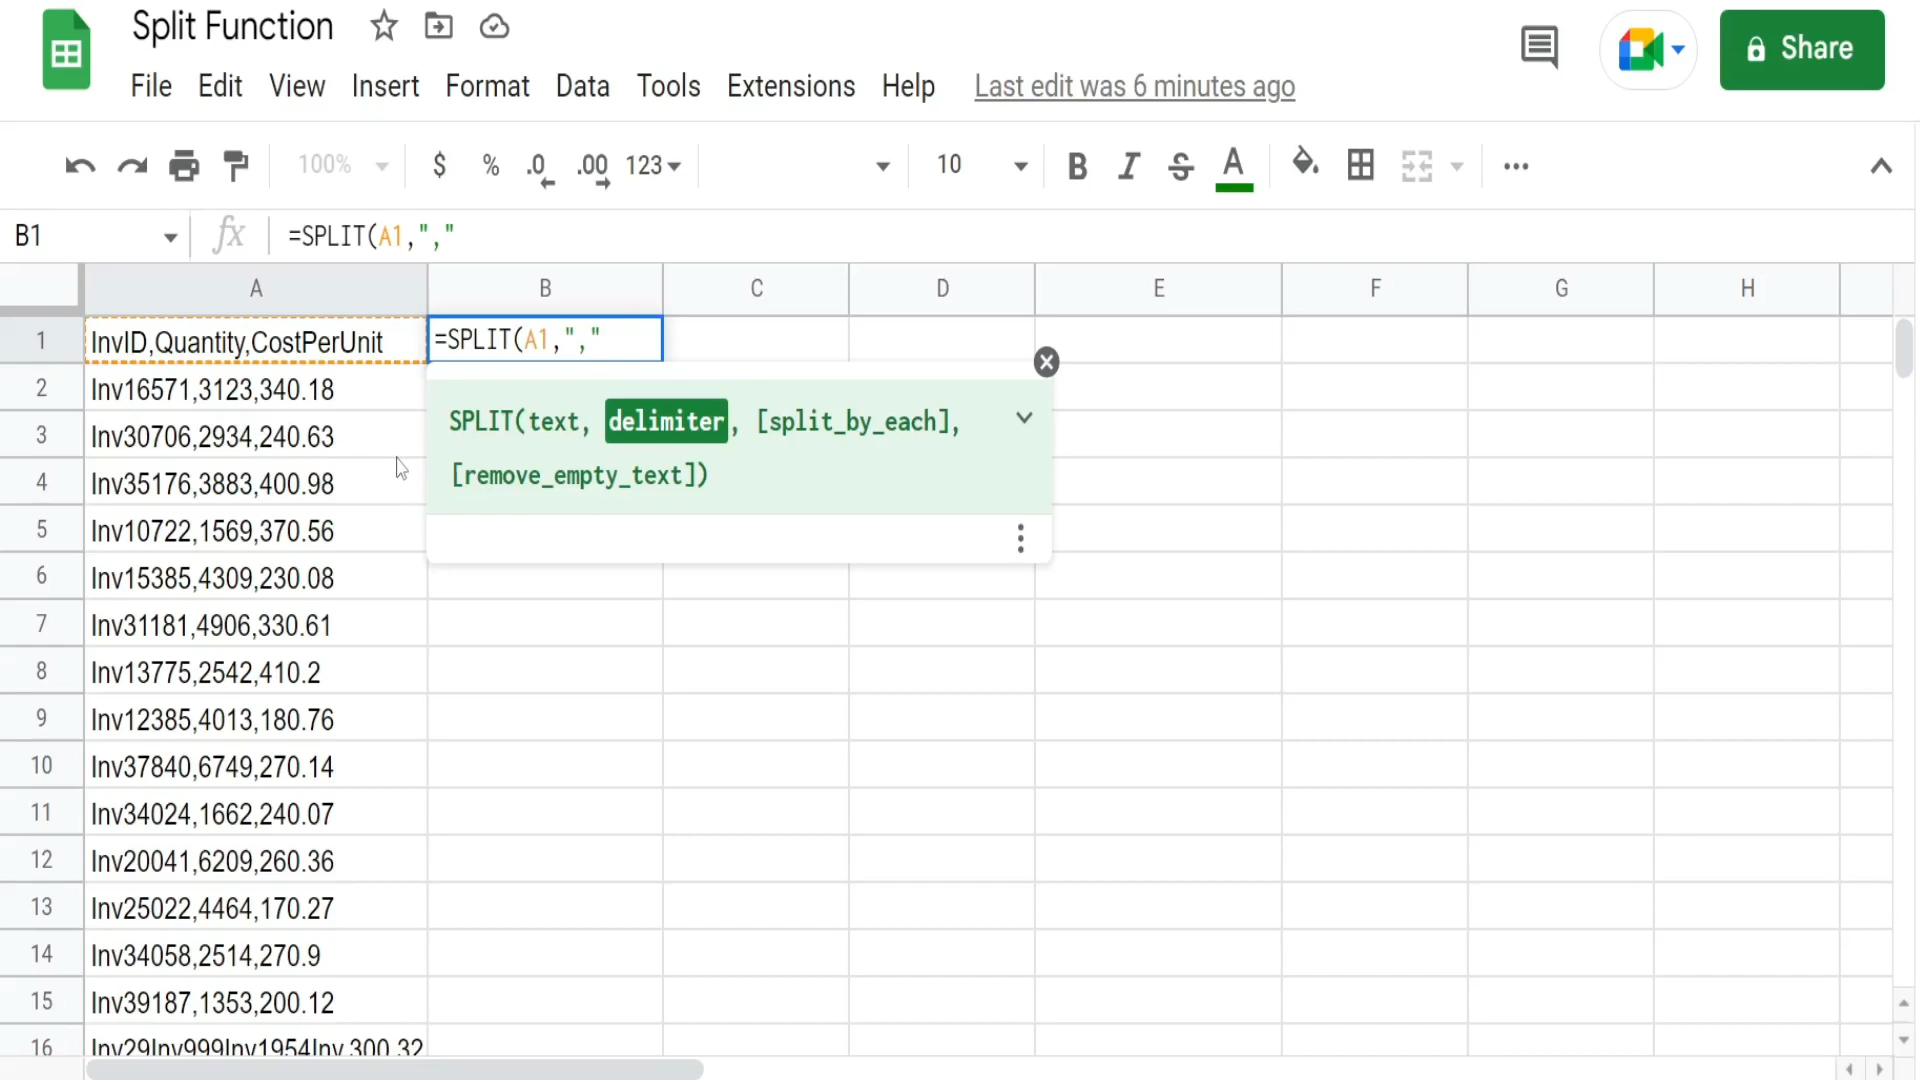 Split Function
File Edit View Insert Format Data Tools Extensions Help Last edit was 6 minutes ago
Share
100% $ % .0 .00 123 10 B I S A
B1 fx =SPLIT(A1,","
A B C D E F G H
1 InvID,Quantity,CostPerUnit =SPLIT(A1,","
2 Inv16571,3123,340.18
SPLIT(text, delimiter, [split_by_each],
3 Inv30706,2934,240.63
[remove_empty_text])
4 Inv35176,3883,400.98
5 Inv10722,1569,370.56
6 Inv15385,4309,230.08
7 Inv31181,4906,330.61
8 Inv13775,2542,410.2
9 Inv12385,4013,180.76
10 Inv37840,6749,270.14
11 Inv34024,1662,240.07
12 Inv20041,6209,260.36
13 Inv25022,4464,170.27
14 Inv34058,2514,270.9
15 Inv39187,1353,200.12
16 Inv29Inv999Inv1954Inv,300.32